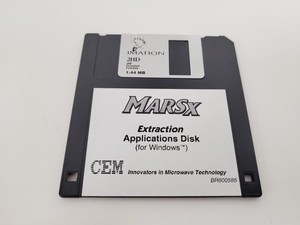 IMATION
2HD
1.44 MB
MARSX
Extraction
Applications Disk
(for Windows™)
CEM Innovators in Microwave Technology
BR600585